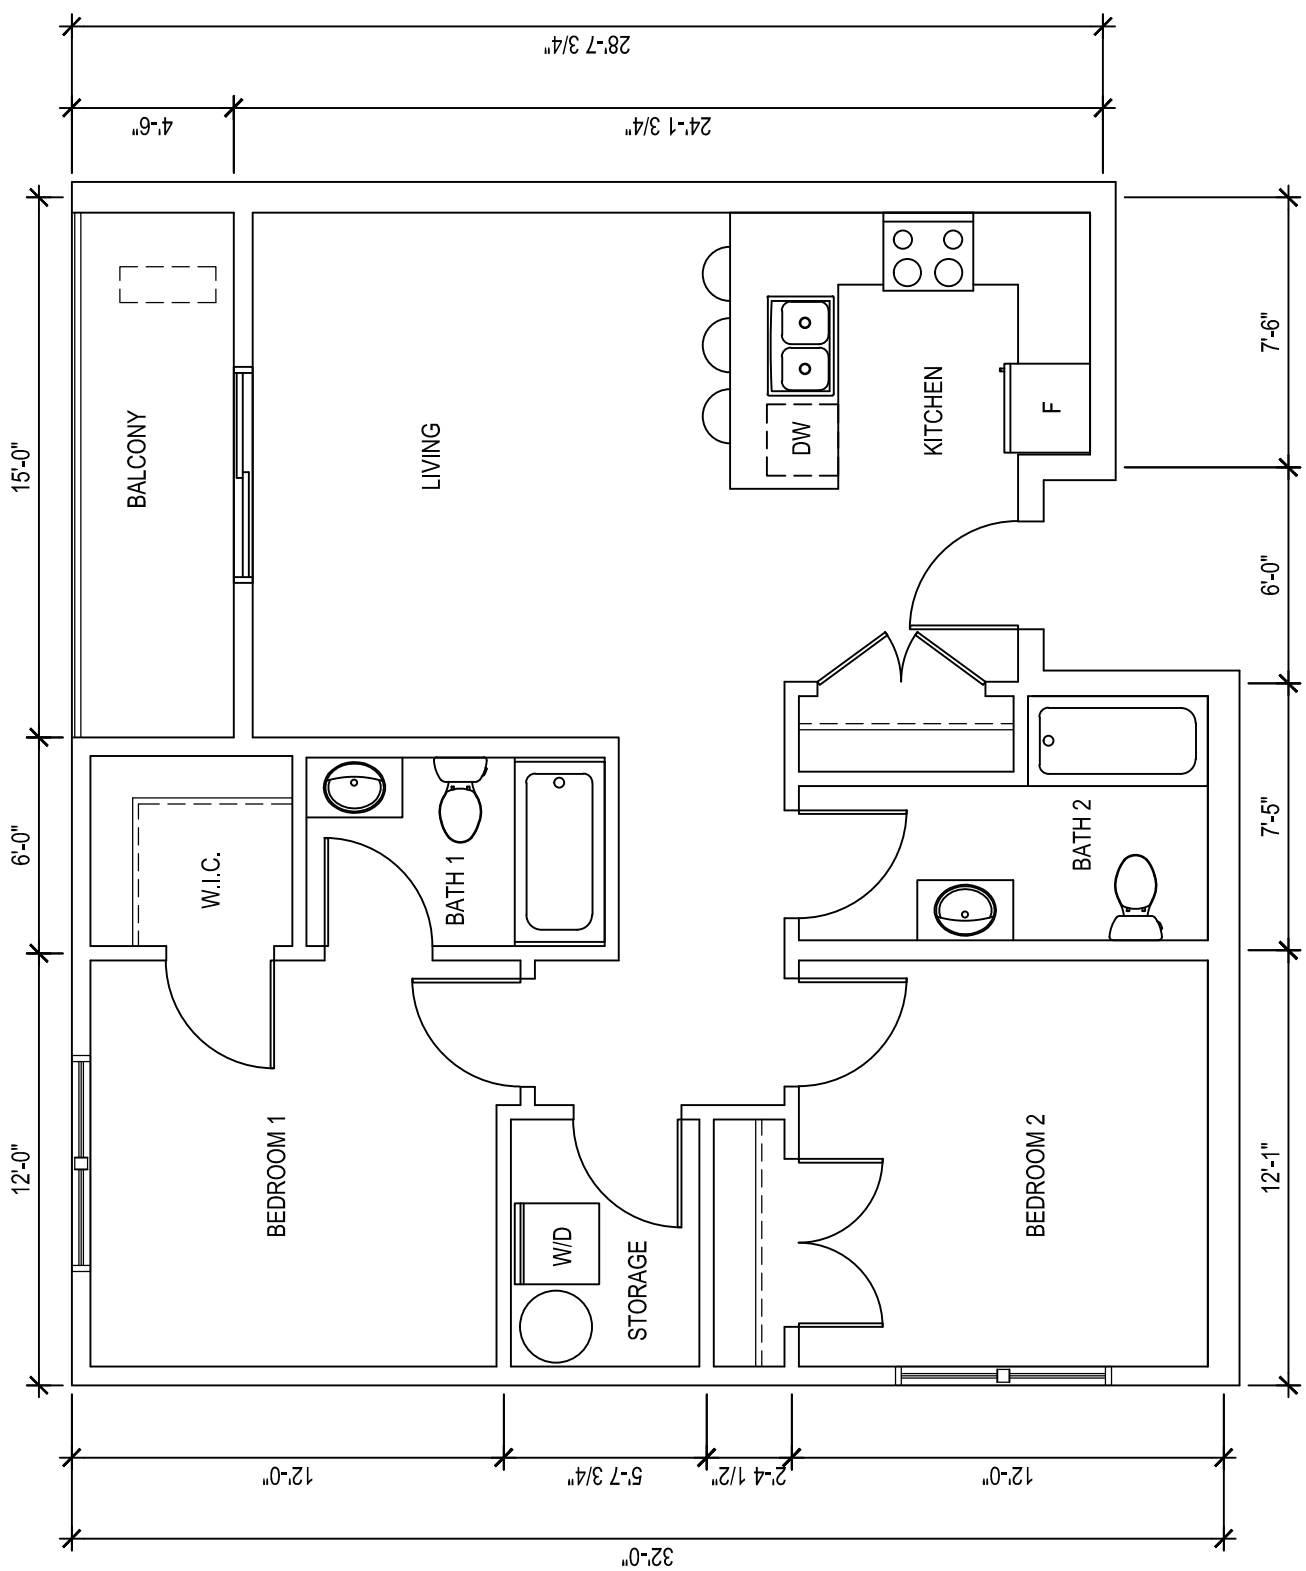 28'-7 3/4"
4'-6"
24'-1 3/4"
15'-0"
6'-0"
12'-0"
BALCONY
LIVING
DW
KITCHEN
F
7'-6"
6'-0"
7'-5"
12'-1"
W.I.C.
BATH 1
BATH 2
BEDROOM 1
W/D
STORAGE
BEDROOM 2
12'-0"
5'-7 3/4"
2'-4 1/2"
12'-0"
32'-0"